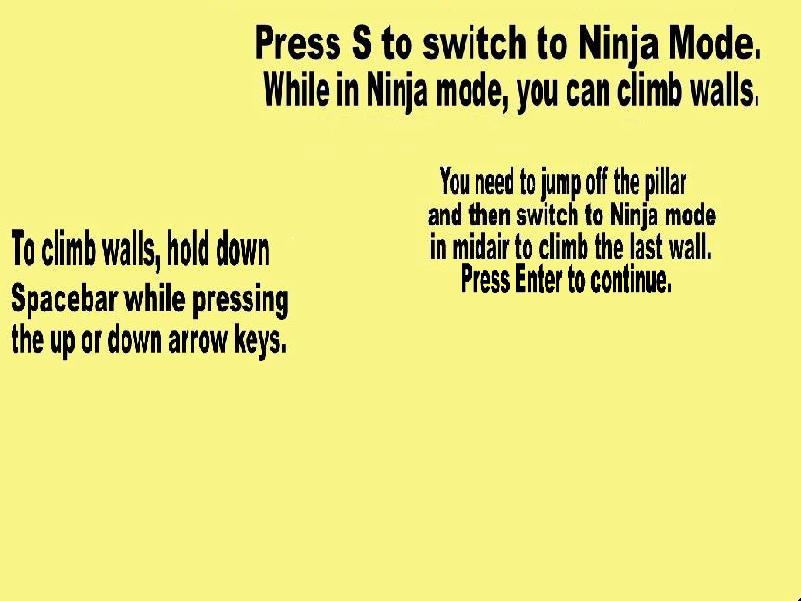 Press S to switch to Ninja Mode.
While in Ninja mode, you can climb walls.
You need to jump off the pillar
and then switch to Ninja mode
in midair to climb the last wall.
Press Enter to continue.
To climb walls, hold down
Spacebar while pressing
the up or down arrow keys.